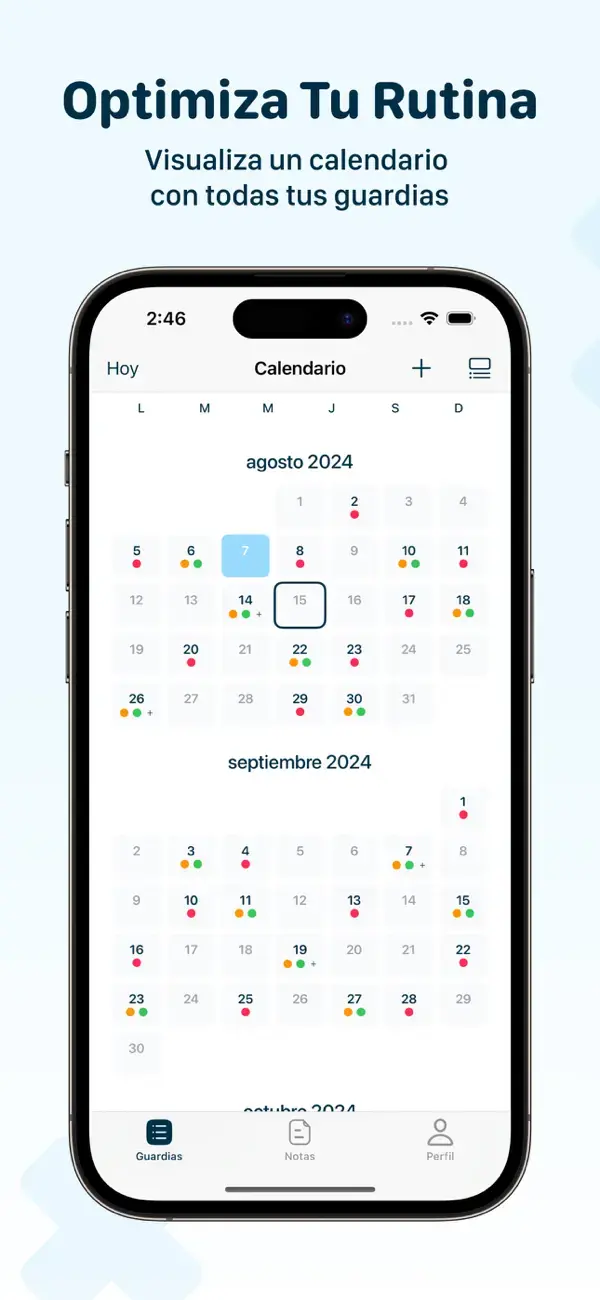 Optimiza Tu Rutina
Visualiza un calendario
con todas tus guardias
2:46
Hoy Calendario +
L M M J S D
agosto 2024
1 2 3 4
5 6 7 8 9 10 11
12 13 14 + 15 16 17 18
19 20 21 22 23 24 25
26 + 27 28 29 30 31
septiembre 2024
1
2 3 4 5 6 7 + 8
9 10 11 12 13 14 15
16 17 18 19 + 20 21 22
23 24 25 26 27 28 29
30
octubre 2024
Guardias Notas Perfil